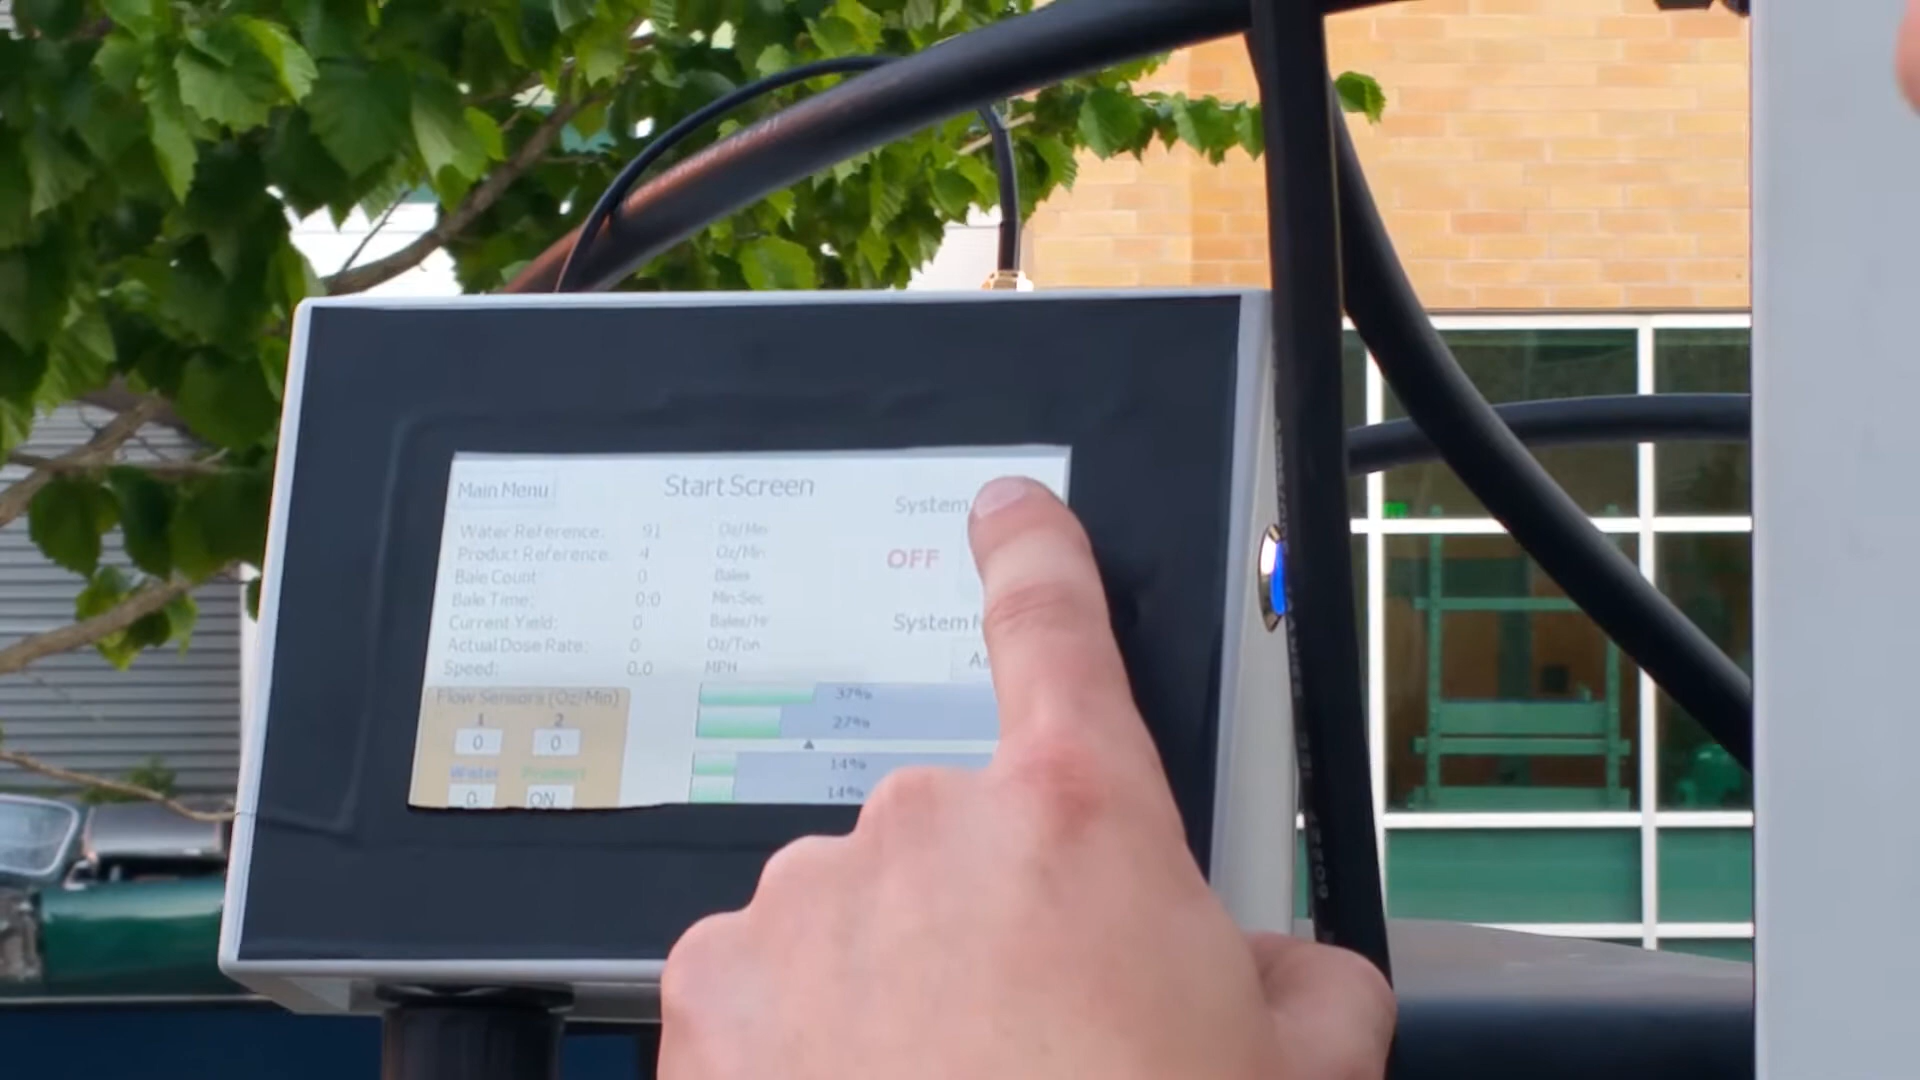 Main Menu
Start Screen
System
Water Reference: 91 Oz/Min
Product Reference: 4 Oz/Min
OFF
Bale Count: 0 Bales
Bale Time: 0:0 Min:Sec
Current Yield: 0 Bales/hr
System
Actual Dose Rate: 0 Oz/Ton
Speed: 0.0 MPH
Flow Sensors (Oz/Min)
37%
1 2
27%
0 0
14%
Water Product
0 ON
14%